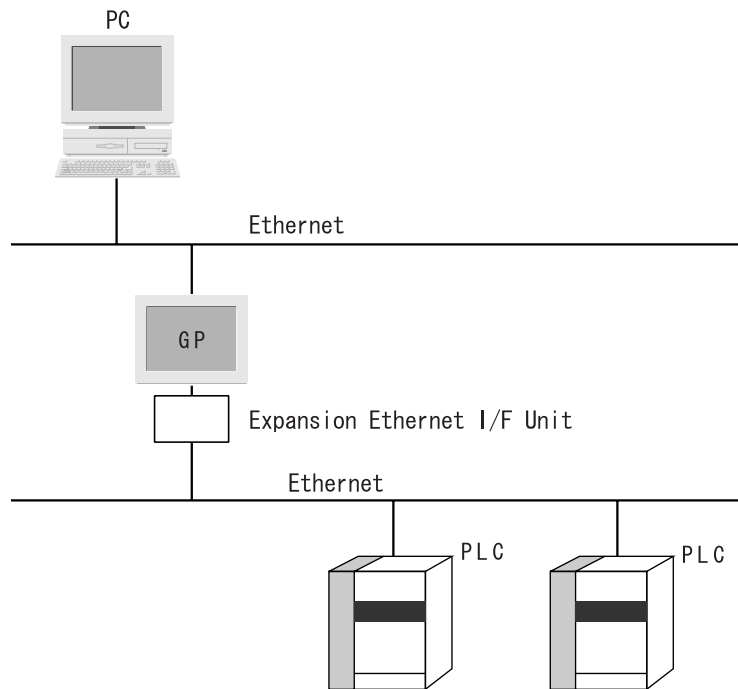 PC
Ethernet
GP
Expansion Ethernet I/F Unit
Ethernet
PLC
PLC